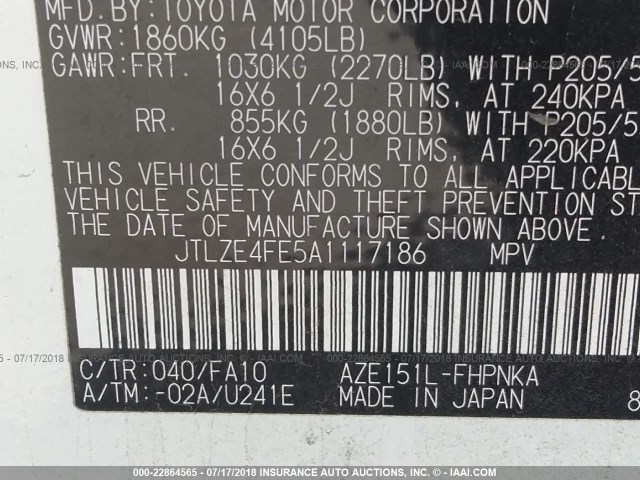 MFD.BY:TOYOTA MOTOR CORPORATION
GVWR:1860KG (4105LB)
GAWR:FRT. 1030KG (2270LB) WITH P205/5
16X6 1/2J RIMS, AT 240KPA
RR. 855KG (1880LB) WITH P205/5
16X6 1/2J RIMS, AT 220KPA
THIS VEHICLE CONFORMS TO ALL APPLICABL
VEHICLE SAFETY AND THEFT PREVENTION ST
THE DATE OF MANUFACTURE SHOWN ABOVE.
JTLZE4FE5A1117186 MPV
C/TR:040/FA10 AZE151L-FHPNKA
A/TM:-02A/U241E MADE IN JAPAN 8
000-22864565 - 07/17/2018 INSURANCE AUTO AUCTIONS - © IAAI.COM